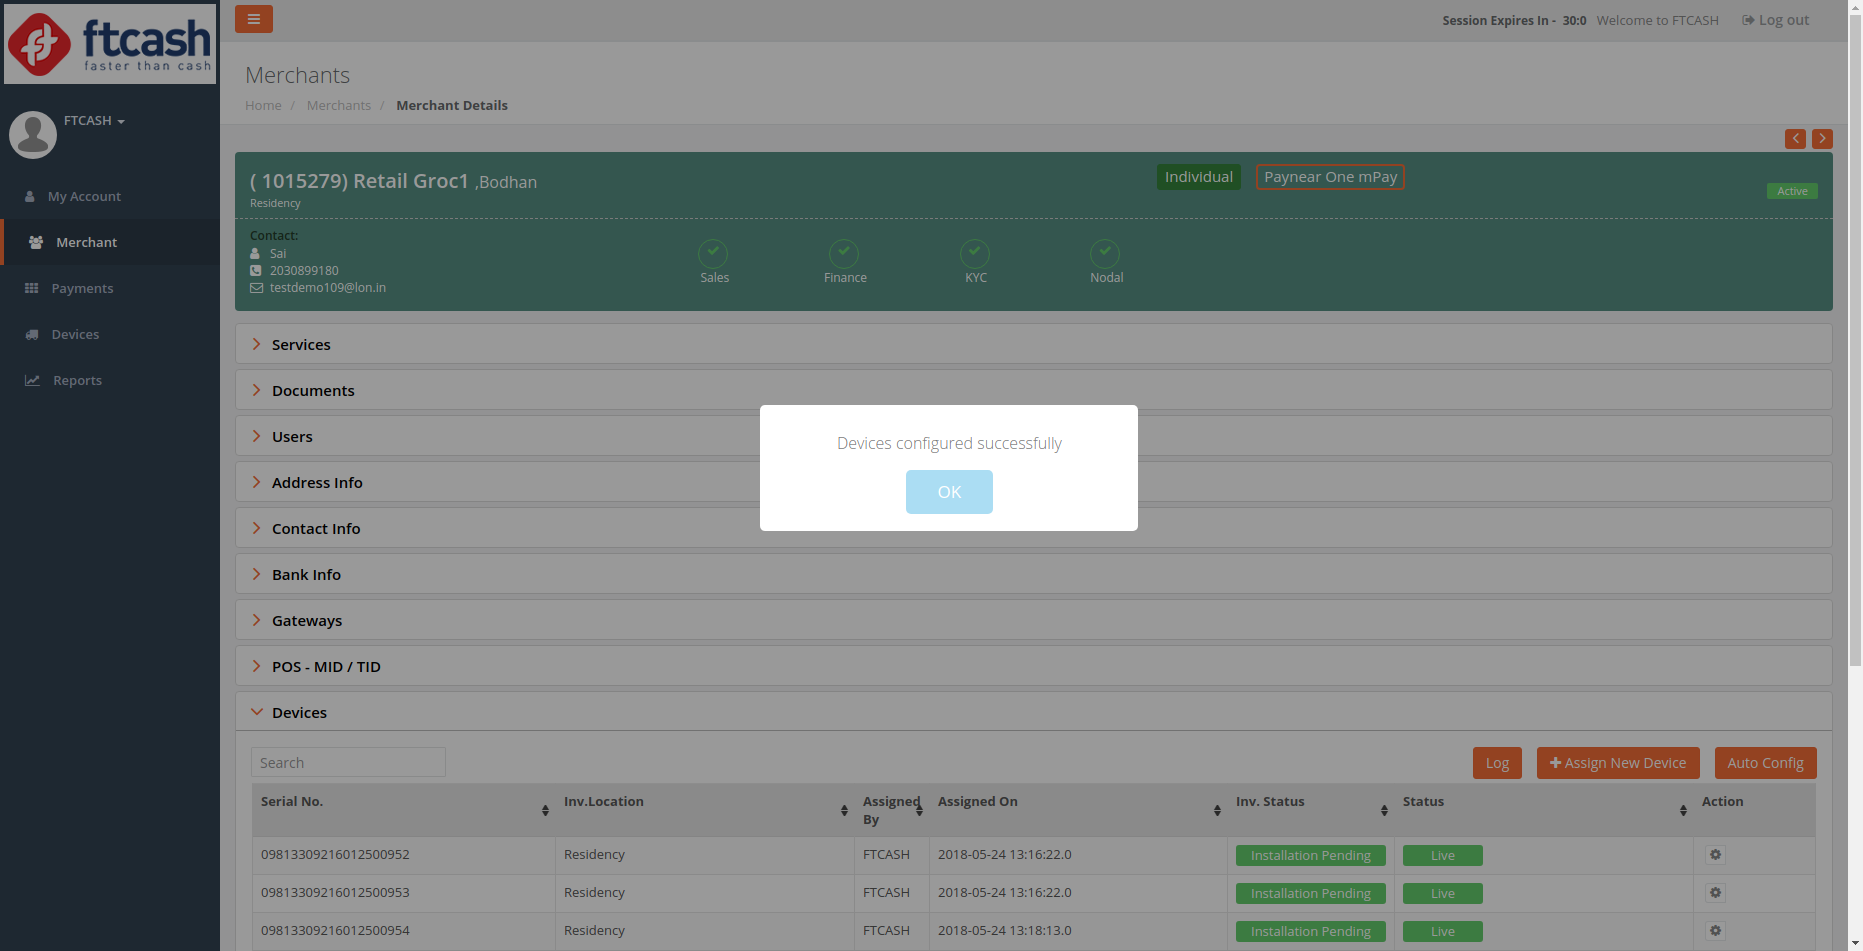 ftcash
faster than cash
Session Expires In - 30:0 Welcome to FTCASH Log out
FTCASH
My Account
Merchant
Payments
Devices
Reports
Merchants
Home / Merchants / Merchant Details
( 1015279) Retail Groc1 ,Bodhan
Individual Paynear One mPay
Residency
Active
Contact:
Sai
2030899180
testdemo109@lon.in
Sales Finance KYC Nodal
Services
Documents
Users
Address Info
Contact Info
Bank Info
Gateways
POS - MID / TID
Devices
Devices configured successfully
OK
Search Log Assign New Device Auto Config
Serial No. Inv.Location Assigned By Assigned On Inv. Status Status Action
09813309216012500952 Residency FTCASH 2018-05-24 13:16:22.0 Installation Pending Live
09813309216012500953 Residency FTCASH 2018-05-24 13:16:22.0 Installation Pending Live
09813309216012500954 Residency FTCASH 2018-05-24 13:18:13.0 Installation Pending Live